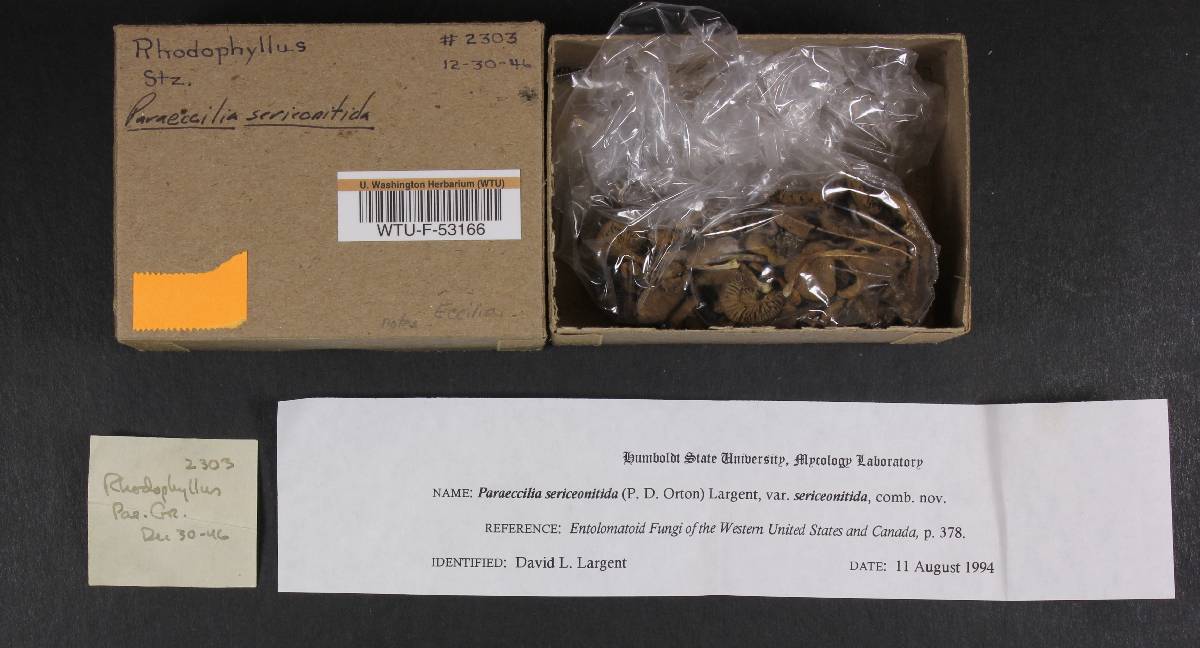 Rhodophyllus
Stz.
Paraeccilia sericeonitida
# 2303
12-30-46
U. Washington Herbarium (WTU)
WTU-F-53166
notes Eccilia
2303
Rhodophyllus
Pac. Gr.
Dec 30-46
Humboldt State University, Mycology Laboratory
NAME: Paraeccilia sericeonitida (P. D. Orton) Largent, var. sericeonitida, comb. nov.
REFERENCE: Entolomatoid Fungi of the Western United States and Canada, p. 378.
IDENTIFIED: David L. Largent
DATE: 11 August 1994